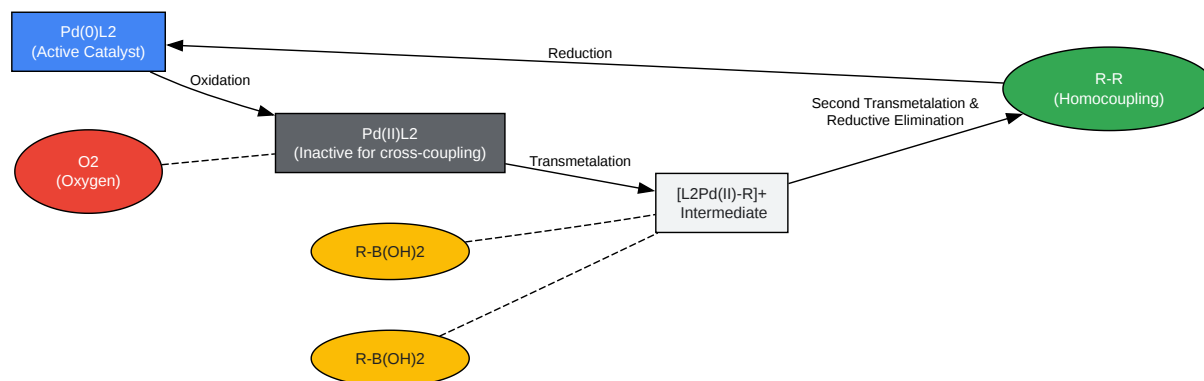 Pd(0)L2
(Active Catalyst)
Reduction
Oxidation
R-R
(Homocoupling)
Second Transmetalation &
Reductive Elimination
Pd(II)L2
(Inactive for cross-coupling)
O2
(Oxygen)
Transmetalation
[L2Pd(II)-R]+
Intermediate
R-B(OH)2
R-B(OH)2